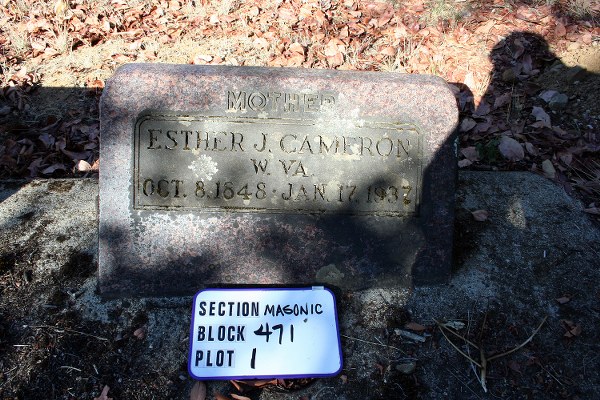 MOTHER
ESTHER J. CAMERON
W. VA.
OCT. 8, 1848 - JAN. 17, 1937
SECTION MASONIC
BLOCK 471
PLOT 1